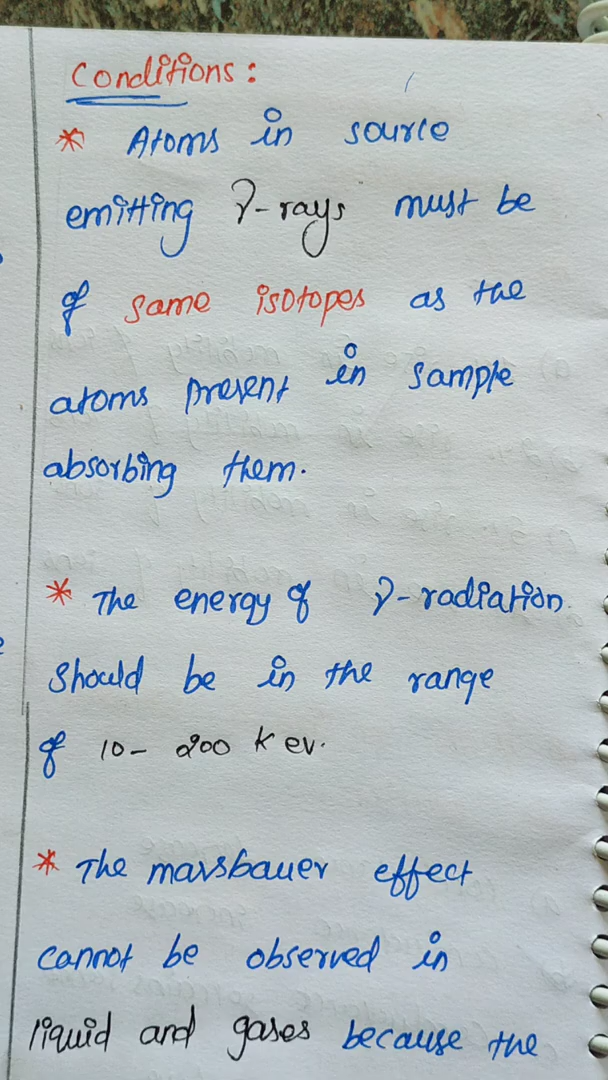 Conditions:
* Atoms in source
emitting γ-rays must be
of same isotopes as the
atoms present in sample
absorbing them.
* The energy of γ-radiation
should be in the range
of 10- 200 Kev.
* The mavsbauer effect
cannot be observed in
liquid and gases because the